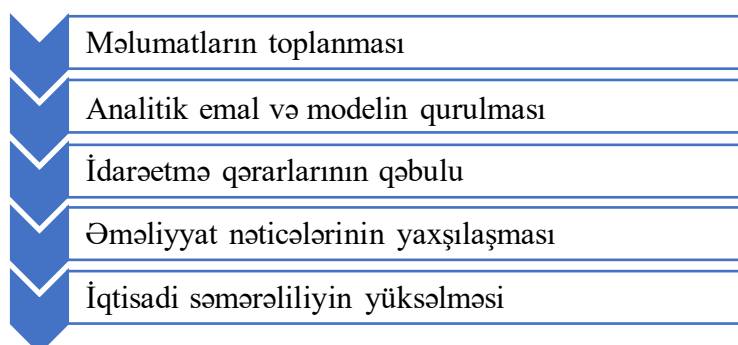 Məlumatların toplanması
Analitik emal və modelin qurulması
İdarəetmə qərarlarının qəbulu
Əməliyyat nəticələrinin yaxşılaşması
İqtisadi səmərəliliyin yüksəlməsi